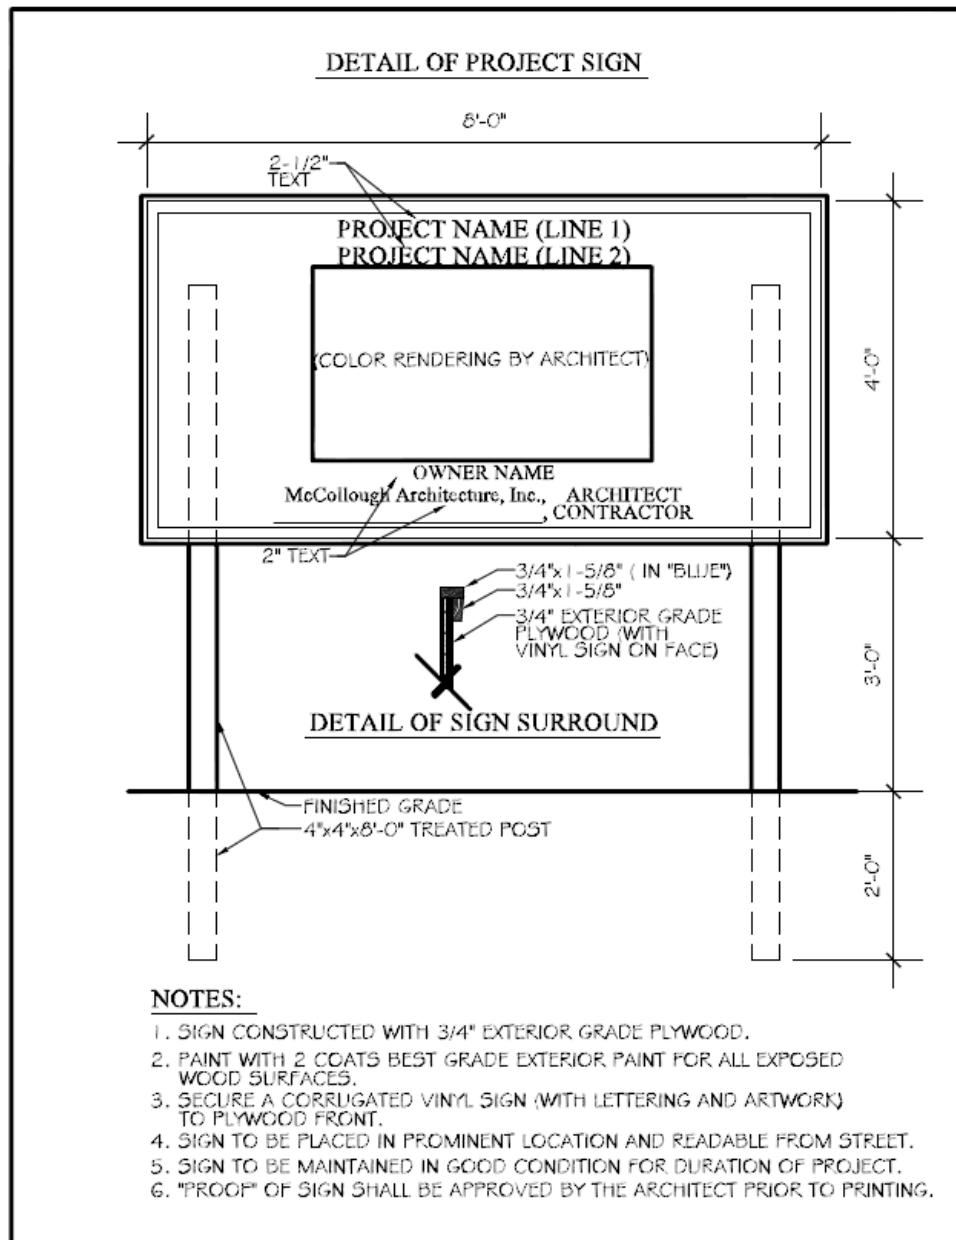 DETAIL OF PROJECT SIGN
8'-0"
2-1/2"
TEXT
PROJECT NAME (LINE 1)
PROJECT NAME (LINE 2)
(COLOR RENDERING BY ARCHITECT)
4'-0"
OWNER NAME
McCollough Architecture, Inc., ARCHITECT
, CONTRACTOR
2" TEXT
3/4"x1-5/8" ( IN "BLUE")
3/4"x1-5/8"
3/4" EXTERIOR GRADE
PLYWOOD (WITH
VINYL SIGN ON FACE)
3'-0"
DETAIL OF SIGN SURROUND
FINISHED GRADE
4"x4"x8'-0" TREATED POST
2'-0"
NOTES:
1. SIGN CONSTRUCTED WITH 3/4" EXTERIOR GRADE PLYWOOD.
2. PAINT WITH 2 COATS BEST GRADE EXTERIOR PAINT FOR ALL EXPOSED
WOOD SURFACES.
3. SECURE A CORRUGATED VINYL SIGN (WITH LETTERING AND ARTWORK)
TO PLYWOOD FRONT.
4. SIGN TO BE PLACED IN PROMINENT LOCATION AND READABLE FROM STREET.
5. SIGN TO BE MAINTAINED IN GOOD CONDITION FOR DURATION OF PROJECT.
6. "PROOF" OF SIGN SHALL BE APPROVED BY THE ARCHITECT PRIOR TO PRINTING.